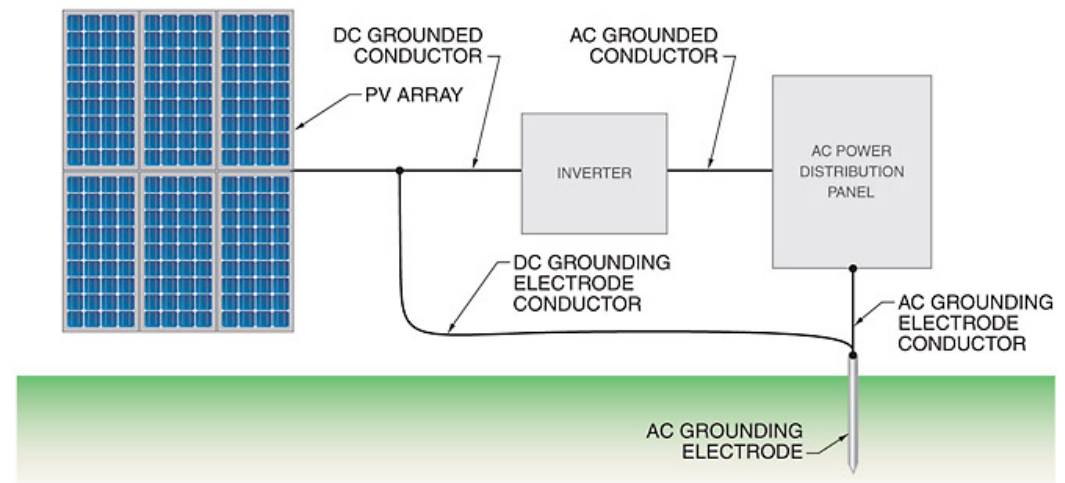 DC GROUNDED
CONDUCTOR
AC GROUNDED
CONDUCTOR
PV ARRAY
INVERTER
AC POWER
DISTRIBUTION
PANEL
DC GROUNDING
ELECTRODE
CONDUCTOR
AC GROUNDING
ELECTRODE
CONDUCTOR
AC GROUNDING
ELECTRODE